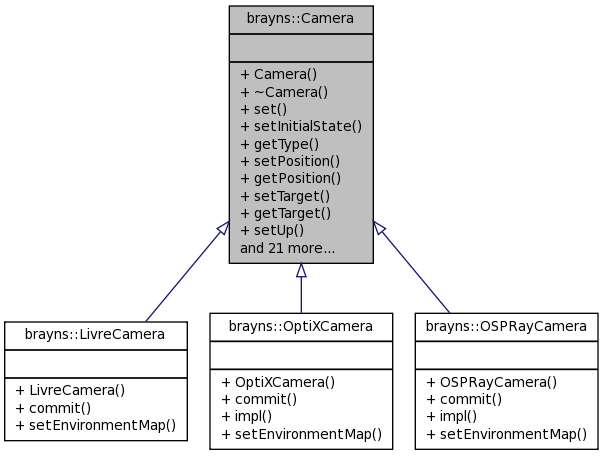 brayns::Camera
+ Camera()
+ ~Camera()
+ set()
+ setInitialState()
+ getType()
+ setPosition()
+ getPosition()
+ setTarget()
+ getTarget()
+ setUp()
and 21 more...
brayns::LivreCamera
+ LivreCamera()
+ commit()
+ setEnvironmentMap()
brayns::OptiXCamera
+ OptiXCamera()
+ commit()
+ impl()
+ setEnvironmentMap()
brayns::OSPRayCamera
+ OSPRayCamera()
+ commit()
+ impl()
+ setEnvironmentMap()